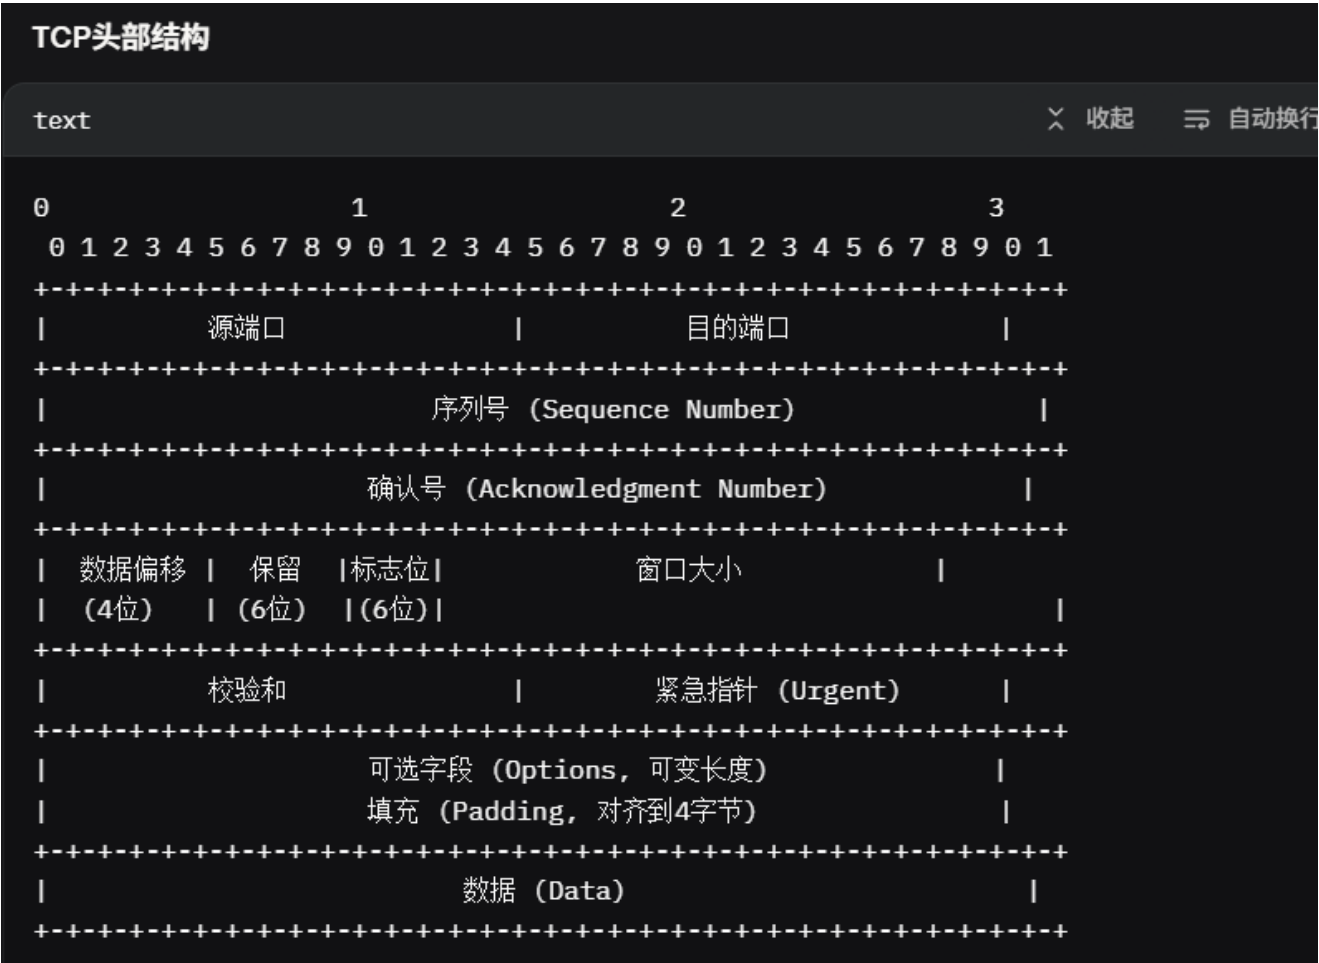 TCP头部结构
text 收起 自动换行
0                   1                   2                   3
 0 1 2 3 4 5 6 7 8 9 0 1 2 3 4 5 6 7 8 9 0 1 2 3 4 5 6 7 8 9 0 1
+-+-+-+-+-+-+-+-+-+-+-+-+-+-+-+-+-+-+-+-+-+-+-+-+-+-+-+-+-+-+-+-+
|          源端口              |          目的端口             |
+-+-+-+-+-+-+-+-+-+-+-+-+-+-+-+-+-+-+-+-+-+-+-+-+-+-+-+-+-+-+-+-+
|                        序列号 (Sequence Number)               |
+-+-+-+-+-+-+-+-+-+-+-+-+-+-+-+-+-+-+-+-+-+-+-+-+-+-+-+-+-+-+-+-+
|                    确认号 (Acknowledgment Number)            |
+-+-+-+-+-+-+-+-+-+-+-+-+-+-+-+-+-+-+-+-+-+-+-+-+-+-+-+-+-+-+-+-+
|  数据偏移 |  保留  |标志位|            窗口大小            |
|  (4位)   | (6位)  |(6位)|                                      |
+-+-+-+-+-+-+-+-+-+-+-+-+-+-+-+-+-+-+-+-+-+-+-+-+-+-+-+-+-+-+-+-+
|          校验和              |        紧急指针 (Urgent)      |
+-+-+-+-+-+-+-+-+-+-+-+-+-+-+-+-+-+-+-+-+-+-+-+-+-+-+-+-+-+-+-+-+
|                    可选字段 (Options, 可变长度)              |
|                    填充 (Padding, 对齐到4字节)               |
+-+-+-+-+-+-+-+-+-+-+-+-+-+-+-+-+-+-+-+-+-+-+-+-+-+-+-+-+-+-+-+-+
|                          数据 (Data)                         |
+-+-+-+-+-+-+-+-+-+-+-+-+-+-+-+-+-+-+-+-+-+-+-+-+-+-+-+-+-+-+-+-+